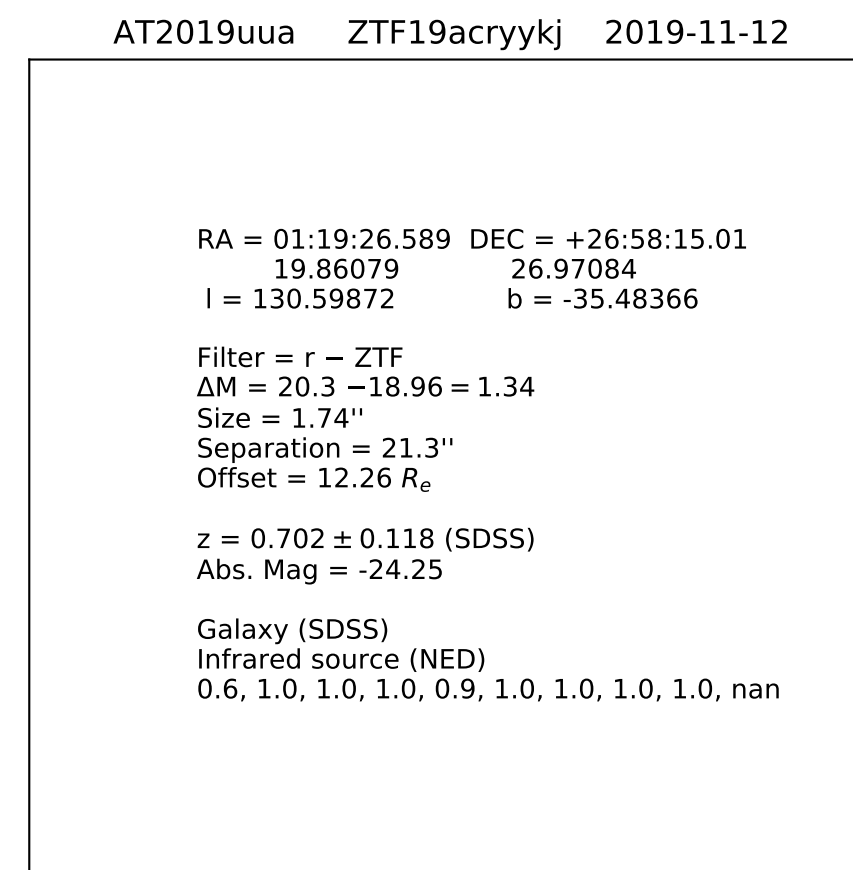 AT2019uua ZTF19acryykj 2019-11-12
RA = 01:19:26.589 DEC = +26:58:15.01
19.86079 26.97084
l = 130.59872 b = -35.48366
Filter = r − ZTF
ΔM = 20.3 −18.96 = 1.34
Size = 1.74''
Separation = 21.3''
Offset = 12.26 Rₑ
z = 0.702 ± 0.118 (SDSS)
Abs. Mag = -24.25
Galaxy (SDSS)
Infrared source (NED)
0.6, 1.0, 1.0, 1.0, 0.9, 1.0, 1.0, 1.0, 1.0, nan